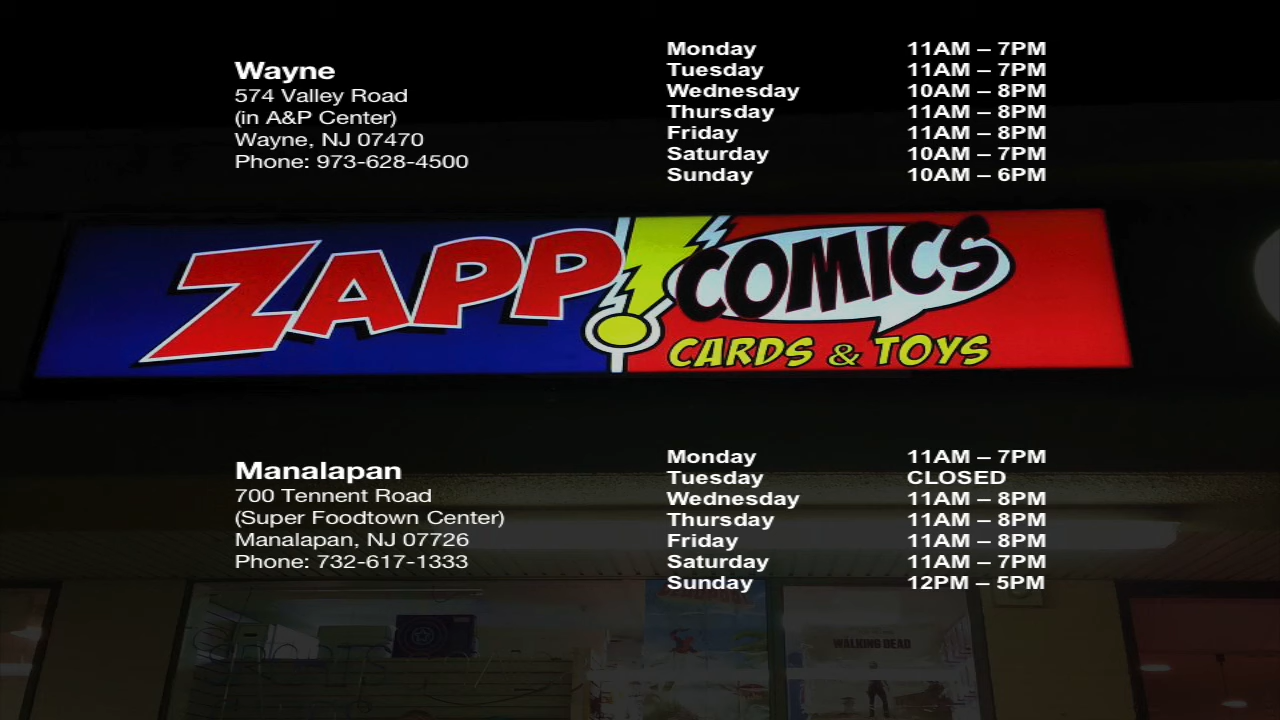 Wayne
574 Valley Road
(in A&P Center)
Wayne, NJ 07470
Phone: 973-628-4500
Monday 11AM – 7PM
Tuesday 11AM – 7PM
Wednesday 10AM – 8PM
Thursday 11AM – 8PM
Friday 11AM – 8PM
Saturday 10AM – 7PM
Sunday 10AM – 6PM
ZAPP! COMICS
CARDS & TOYS
Manalapan
700 Tennent Road
(Super Foodtown Center)
Manalapan, NJ 07726
Phone: 732-617-1333
Monday 11AM – 7PM
Tuesday CLOSED
Wednesday 11AM – 8PM
Thursday 11AM – 8PM
Friday 11AM – 8PM
Saturday 11AM – 7PM
Sunday 12PM – 5PM
WALKING DEAD